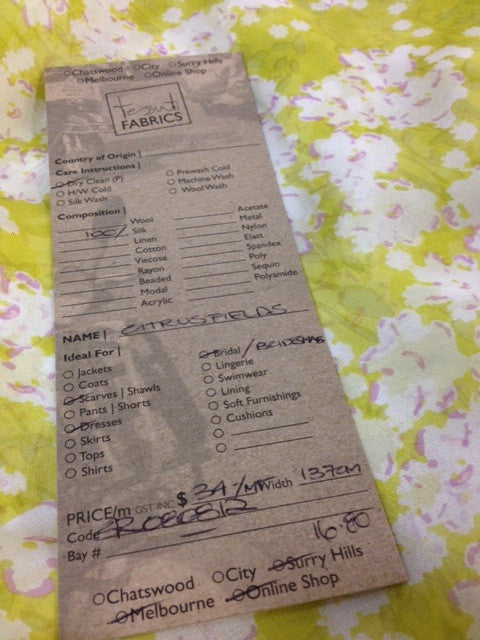 Chatswood City Surry Hills
Melbourne Online Shop
Tessuti
FABRICS
Country of Origin |
Care Instructions |
Dry Clean (P) Prewash Cold
H/W Cold Machine Wash
Silk Wash Wool Wash
Composition |
Wool Acetate
100% Silk Metal
Linen Nylon
Cotton Elast
Viscose Spandex
Rayon Poly
Beaded Sequin
Modal Polyamide
Acrylic
NAME | CITRUSFIELDS
Ideal For |
Jackets Bridal / BRIDESMAID
Coats Lingerie
Scarves | Shawls Swimwear
Pants | Shorts Lining
Dresses Soft Furnishings
Skirts Cushions
Tops
Shirts
PRICE/m GST INC $ 34/MT Width 137CM
Code
Bay # 16.80
Chatswood City Surry Hills
Melbourne Online Shop